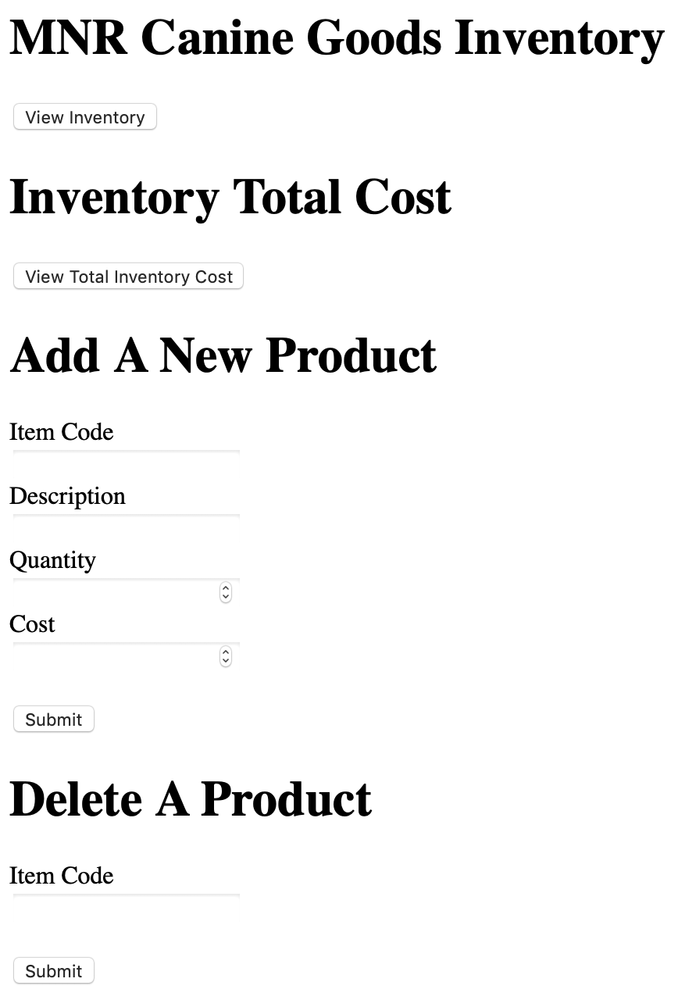 MNR Canine Goods Inventory
View Inventory
Inventory Total Cost
View Total Inventory Cost
Add A New Product
Item Code
Description
Quantity
Cost
Submit
Delete A Product
Item Code
Submit